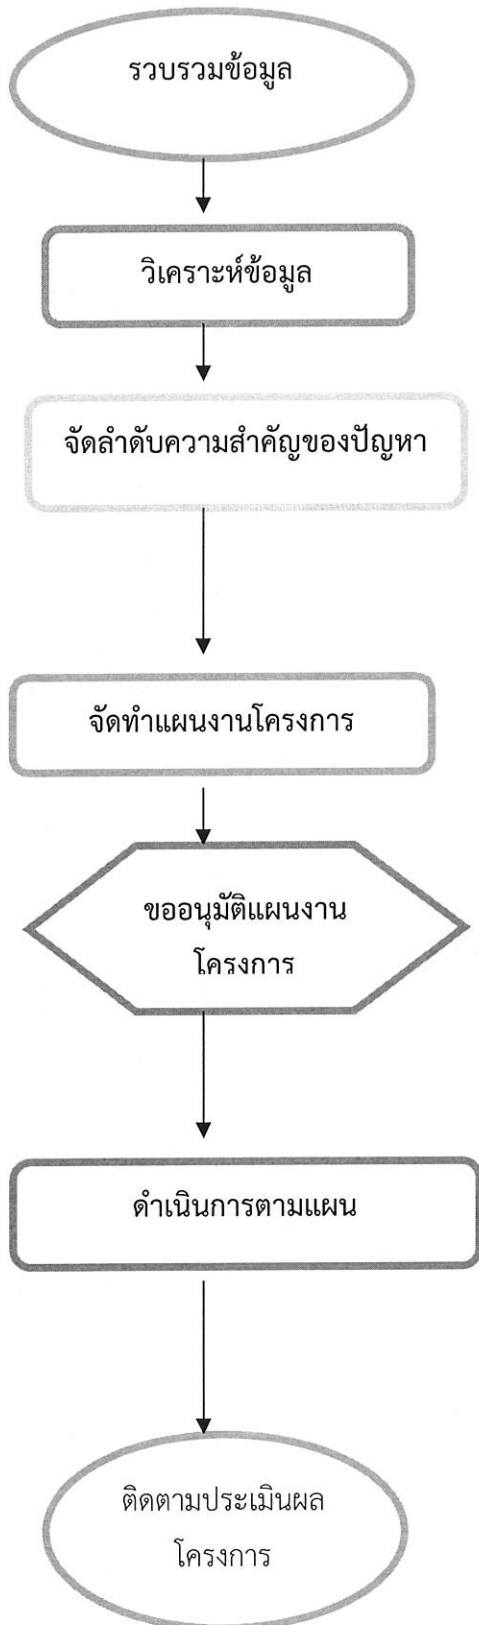 รวบรวมข้อมูล
วิเคราะห์ข้อมูล
จัดลำดับความสำคัญของปัญหา
จัดทำแผนงานโครงการ
ขออนุมัติแผนงาน
โครงการ
ดำเนินการตามแผน
ติดตามประเมินผล
โครงการ